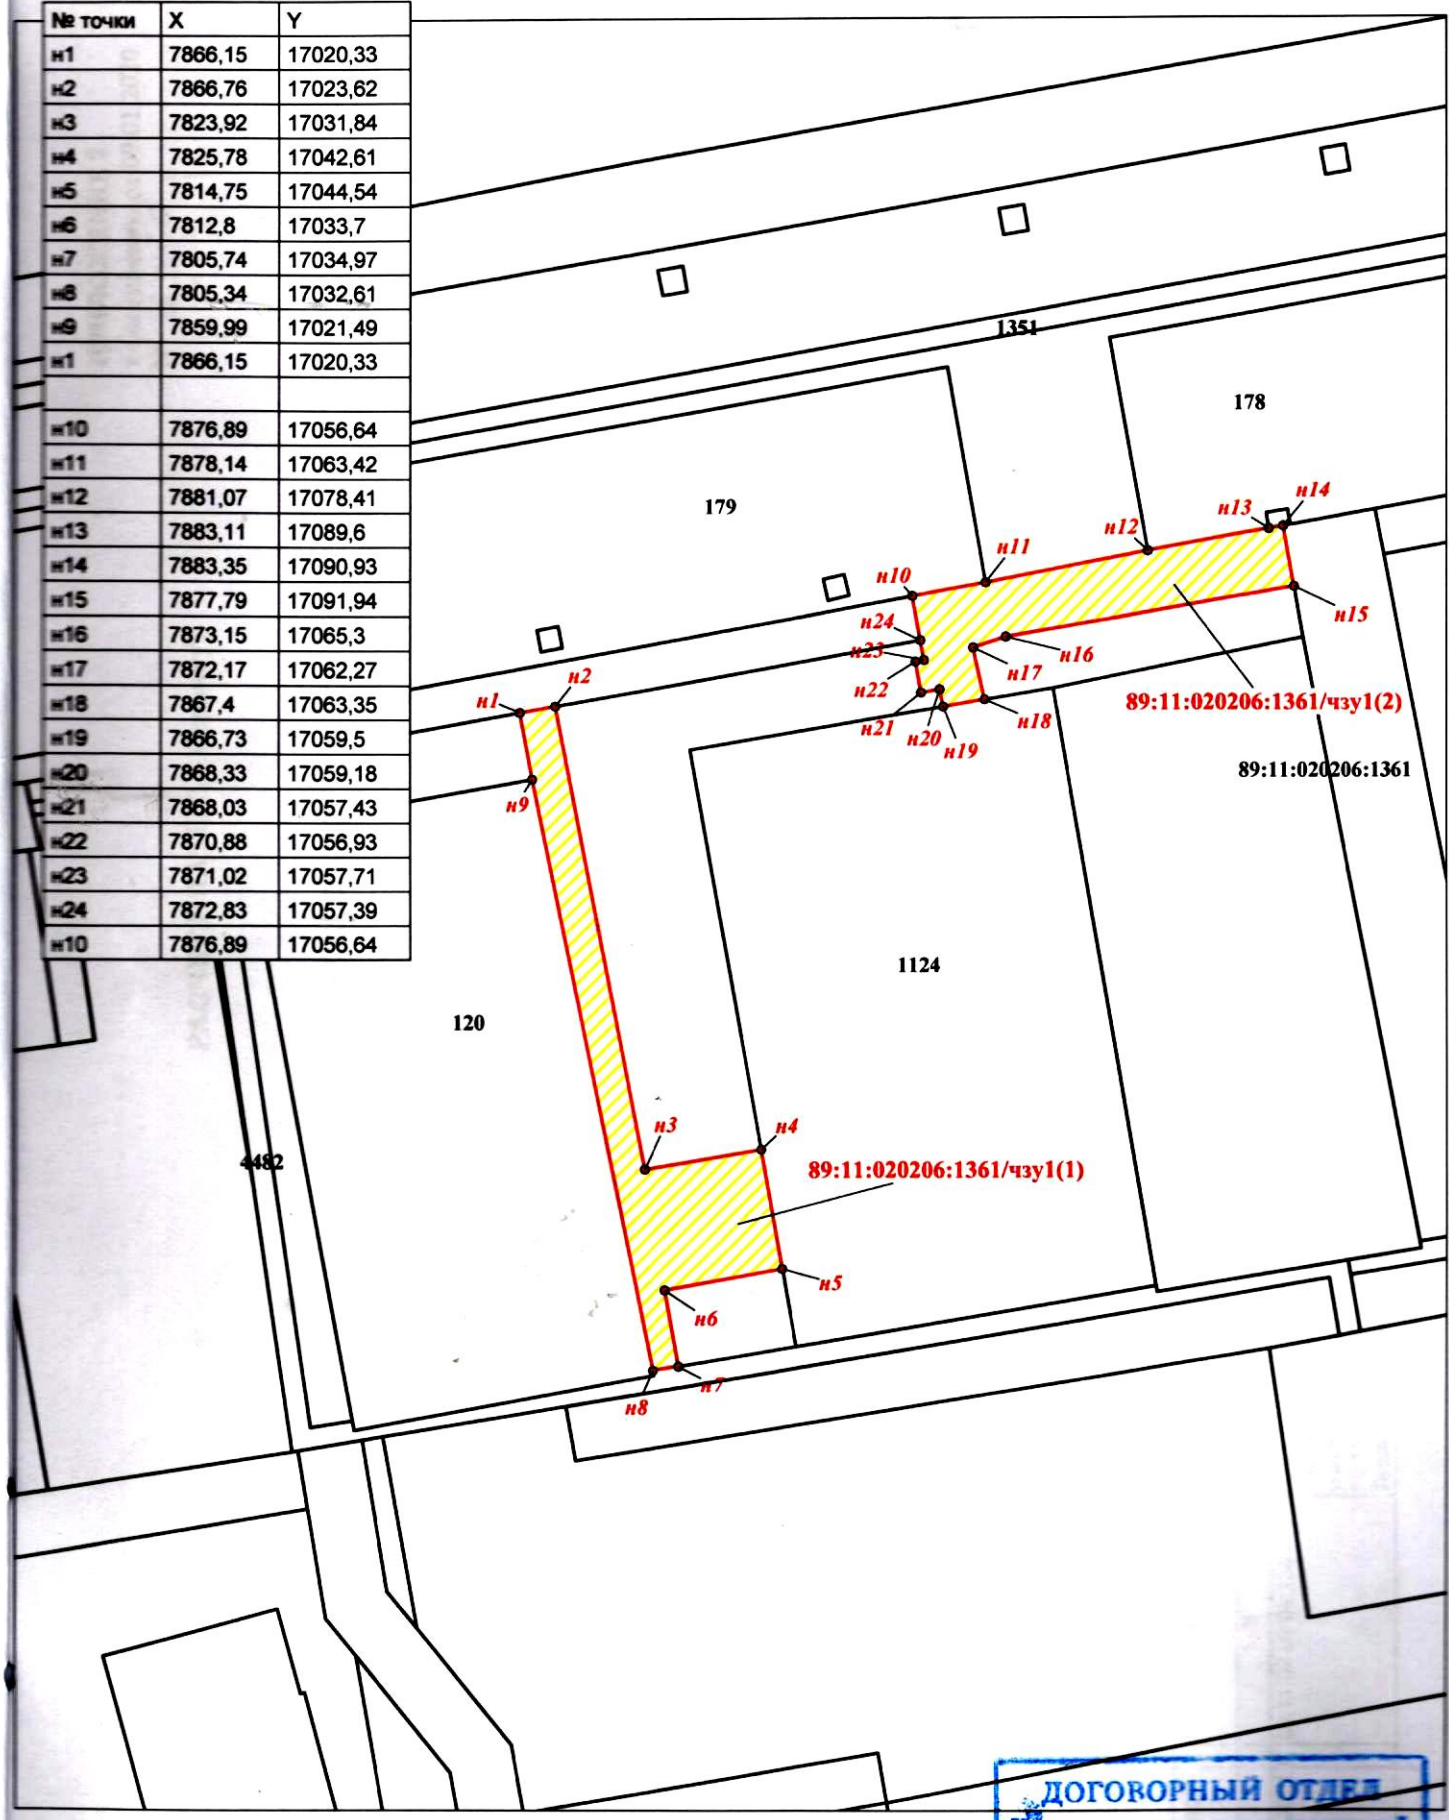 № точки X Y
н1 7866,15 17020,33
н2 7866,76 17023,62
н3 7823,92 17031,84
н4 7825,78 17042,61
н5 7814,75 17044,54
н6 7812,8 17033,7
н7 7805,74 17034,97
н8 7805,34 17032,61
н9 7859,99 17021,49
н1 7866,15 17020,33
н10 7876,89 17056,64
н11 7878,14 17063,42
н12 7881,07 17078,41
н13 7883,11 17089,6
н14 7883,35 17090,93
н15 7877,79 17091,94
н16 7873,15 17065,3
н17 7872,17 17062,27
н18 7867,4 17063,35
н19 7866,73 17059,5
н20 7868,33 17059,18
н21 7868,03 17057,43
н22 7870,88 17056,93
н23 7871,02 17057,71
н24 7872,83 17057,39
н10 7876,89 17056,64
1351
178
179
н14
н13
н12
н11
н10
н24
н23
н22
н21
н20
н19
н18
н17
н16
н15
89:11:020206:1361/чзу1(2)
89:11:020206:1361
н1
н2
н9
1124
120
4482
н3
н4
89:11:020206:1361/чзу1(1)
н5
н6
н7
н8
ДОГОВОРНЫЙ ОТДЕЛ